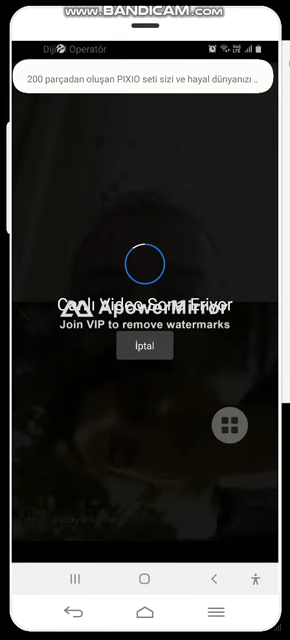 www.BANDICAM.com
Diji Operatör
200 parçadan oluşan PIXIO seti sizi ve hayal dünyanızı ..
Canlı Video Sona Eriyor
ApowerMirror
Join VIP to remove watermarks
İptal